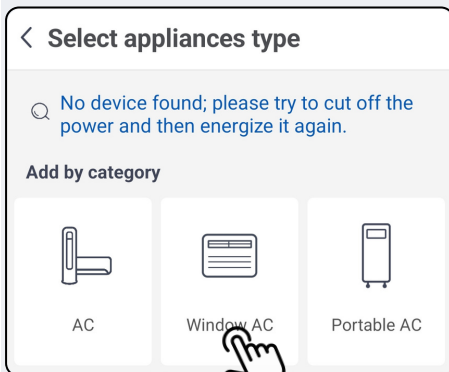 Select appliances type
No device found; please try to cut off the
power and then energize it again.
Add by category
AC
Window AC
Portable AC